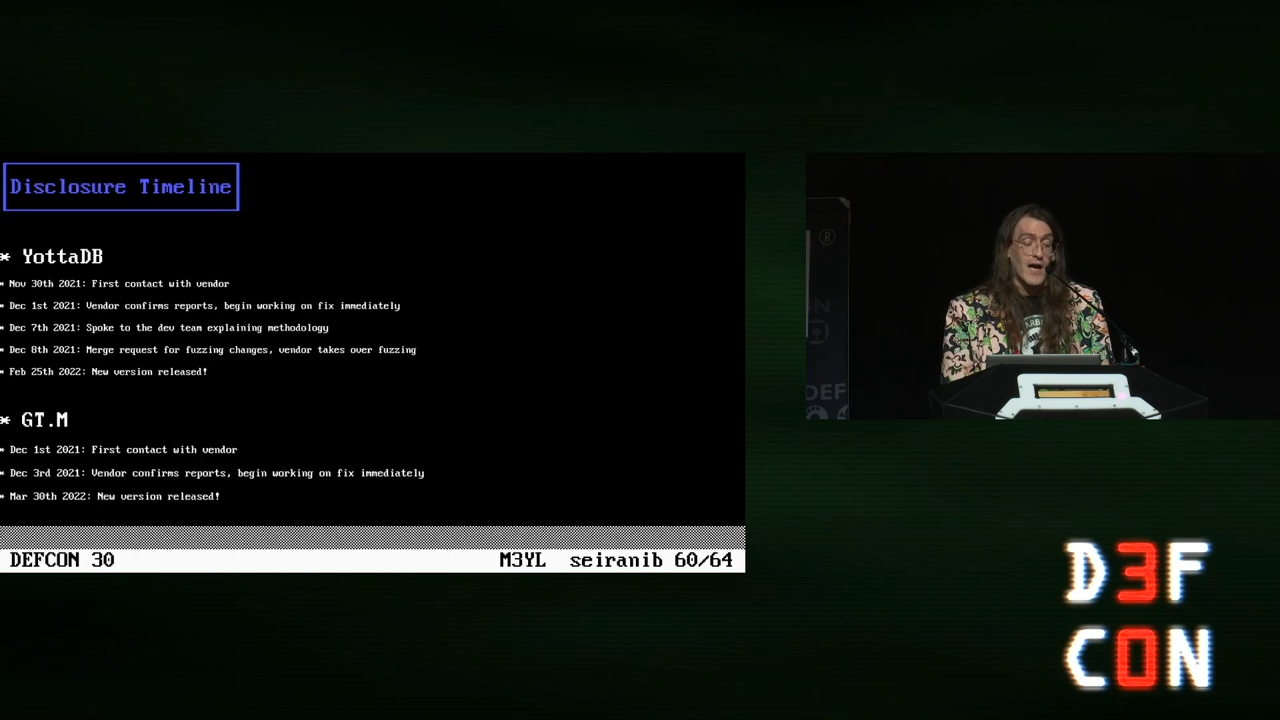 Disclosure Timeline
* YottaDB
* Nov 30th 2021: First contact with vendor
* Dec 1st 2021: Vendor confirms reports, begin working on fix immediately
* Dec 7th 2021: Spoke to the dev team explaining methodology
* Dec 8th 2021: Merge request for fuzzing changes, vendor takes over fuzzing
* Feb 25th 2022: New version released!
* GT.M
* Dec 1st 2021: First contact with vendor
* Dec 3rd 2021: Vendor confirms reports, begin working on fix immediately
* Mar 30th 2022: New version released!
DEFCON 30
M3YL seiranib 60/64
®
DEF
D3F
C0N